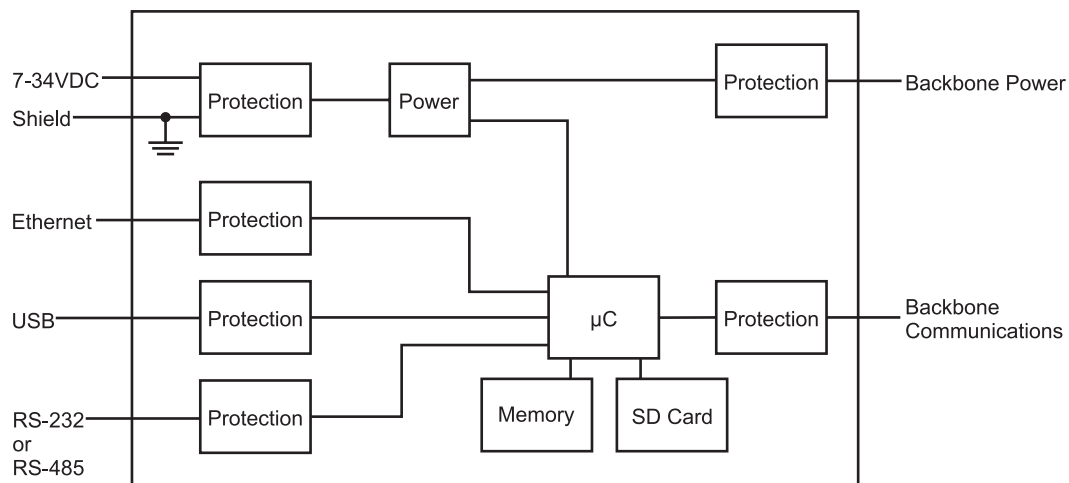 7-34VDC
Shield
Protection
Power
Protection
Backbone Power
Ethernet
Protection
USB
Protection
µC
Protection
Backbone
Communications
RS-232
or
RS-485
Protection
Memory
SD Card